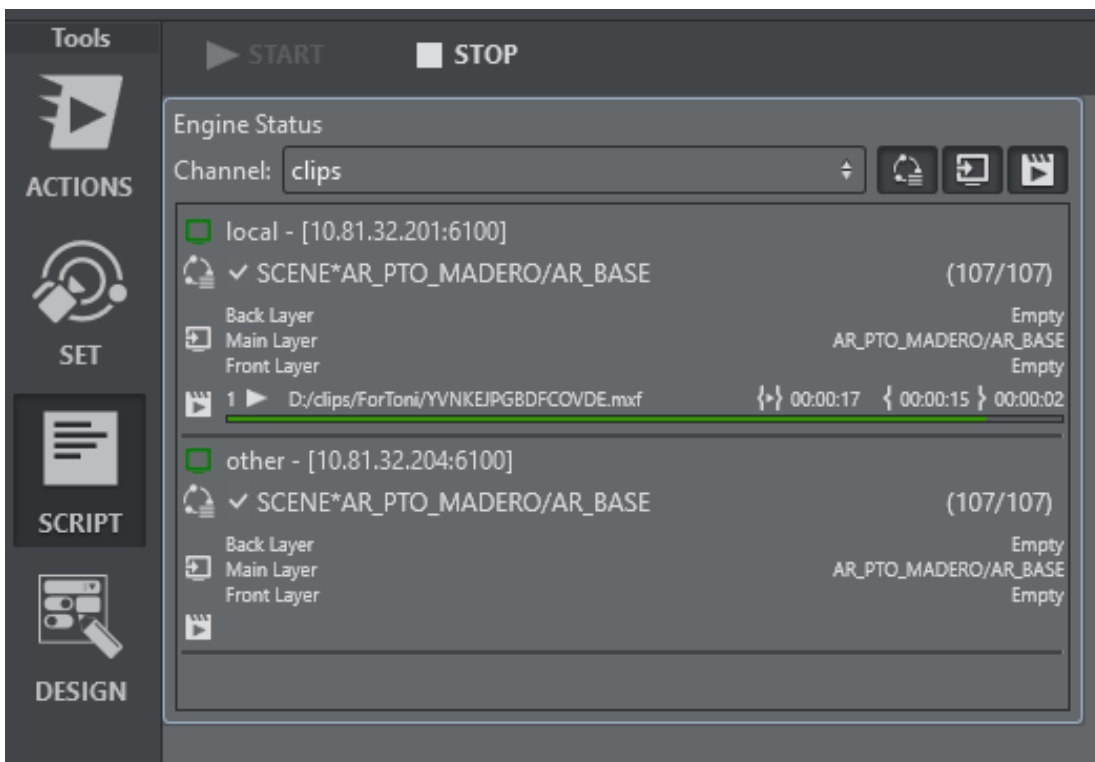 Tools
START STOP
ACTIONS
SET
SCRIPT
DESIGN
Engine Status
Channel: clips
local - [10.81.32.201:6100]
SCENE*AR_PTO_MADERO/AR_BASE (107/107)
Back Layer Empty
Main Layer AR_PTO_MADERO/AR_BASE
Front Layer Empty
1 D:/clips/ForToni/YVNKEJPGBDFCOVDE.mxf {▸} 00:00:17 { 00:00:15 } 00:00:02
other - [10.81.32.204:6100]
SCENE*AR_PTO_MADERO/AR_BASE (107/107)
Back Layer Empty
Main Layer AR_PTO_MADERO/AR_BASE
Front Layer Empty